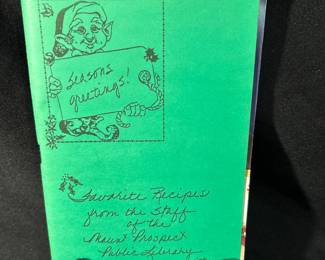 Seasons
greetings!
Favorite Recipes
from the Staff
of the
Mount Prospect
Public Library